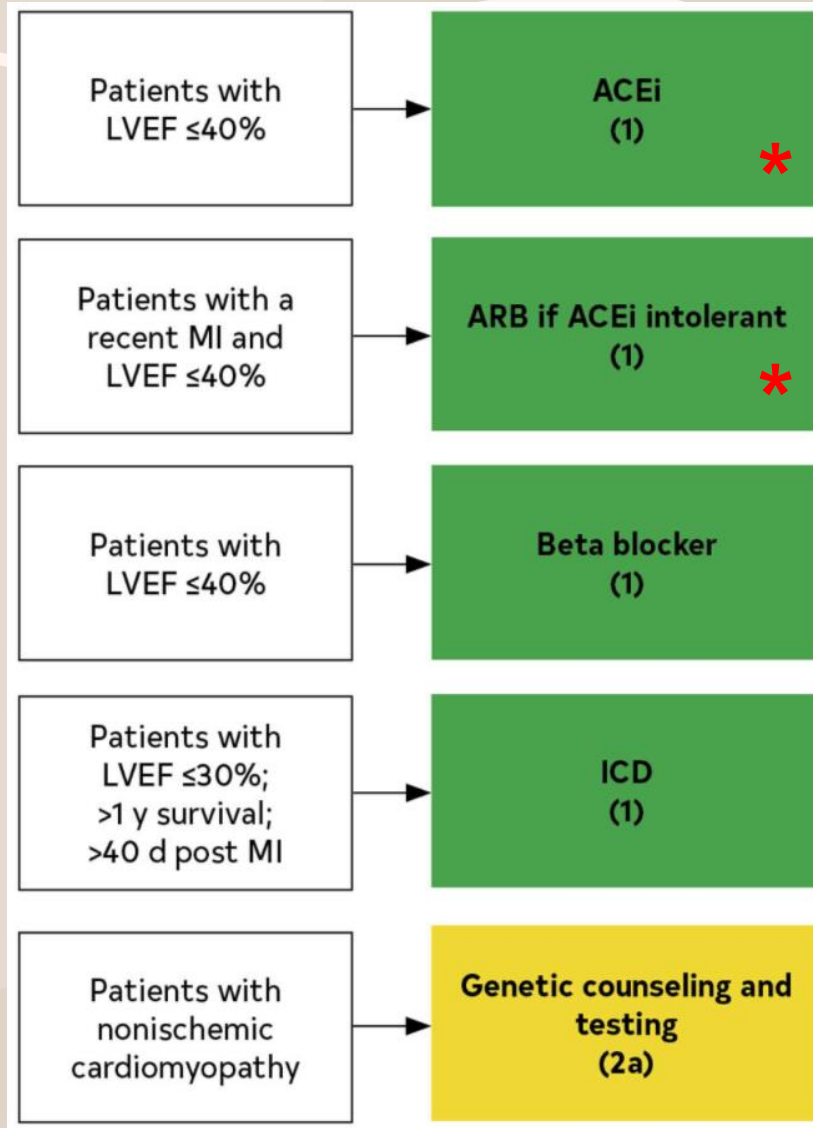 Patients with
LVEF ≤40%
ACEi
(1)
*
Patients with a
recent MI and
LVEF ≤40%
ARB if ACEi intolerant
(1)
*
Patients with
LVEF ≤40%
Beta blocker
(1)
Patients with
LVEF ≤30%;
>1 y survival;
>40 d post MI
ICD
(1)
Patients with
nonischemic
cardiomyopathy
Genetic counseling and
testing
(2a)